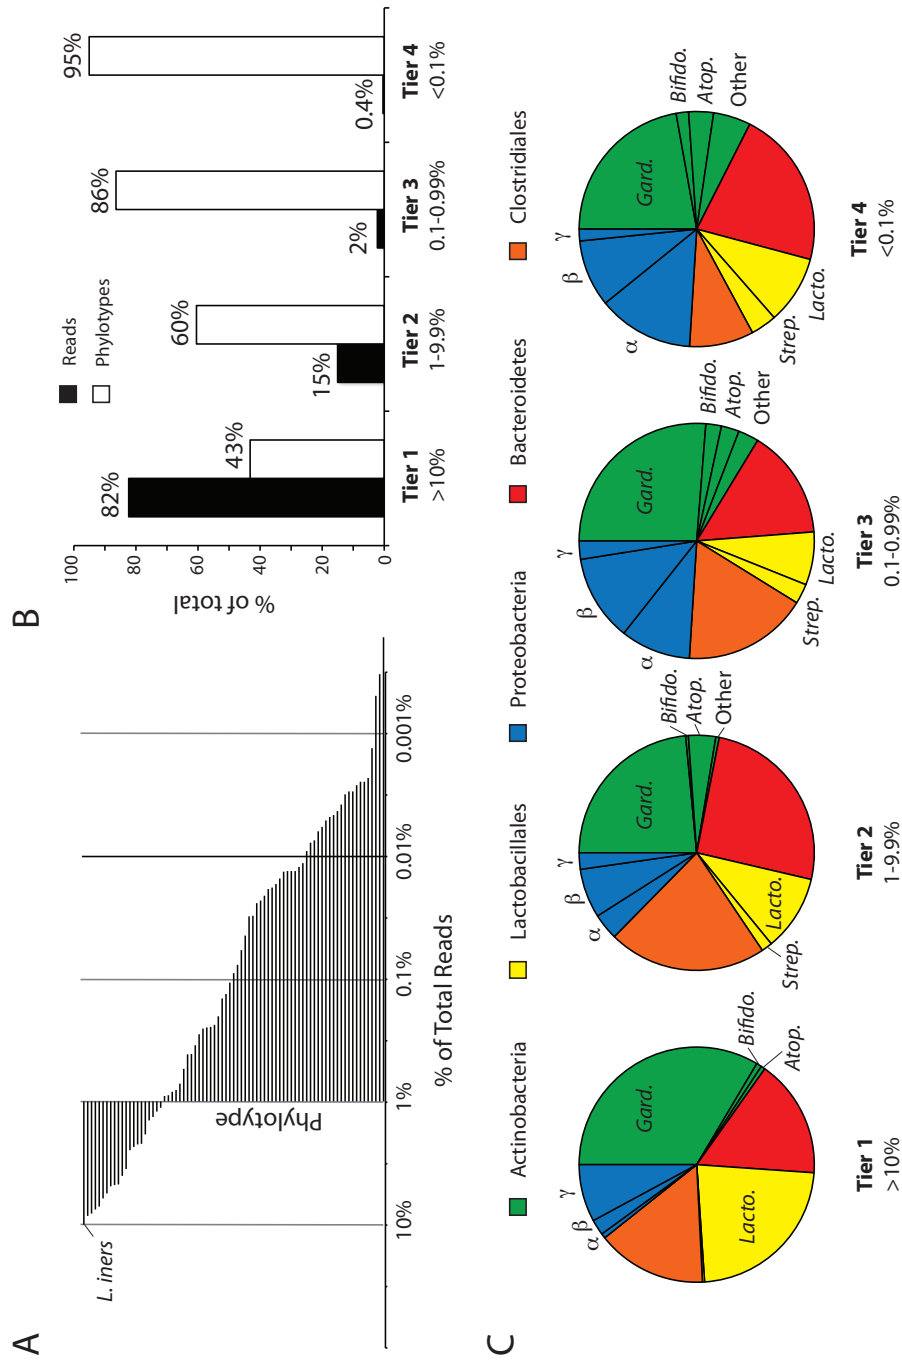 A
L. iners
Phylotype
10%
1%
0.1%
0.01%
0.001%
% of Total Reads
B
Reads
Phylotypes
% of total
100
80
60
40
20
0
82%
43%
15%
60%
2%
86%
0.4%
95%
Tier 1
>10%
Tier 2
1-9.9%
Tier 3
0.1-0.99%
Tier 4
<0.1%
C
Actinobacteria
Lactobacillales
Proteobacteria
Bacteroidetes
Clostridiales
α
β
γ
Gard.
Bifido.
Atop.
Lacto.
Tier 1
>10%
α
β
γ
Gard.
Bifido.
Atop.
Other
Lacto.
Strep.
Tier 2
1-9.9%
α
β
γ
Gard.
Bifido.
Atop.
Other
Lacto.
Strep.
Tier 3
0.1-0.99%
α
β
γ
Gard.
Bifido.
Atop.
Other
Lacto.
Strep.
Tier 4
<0.1%